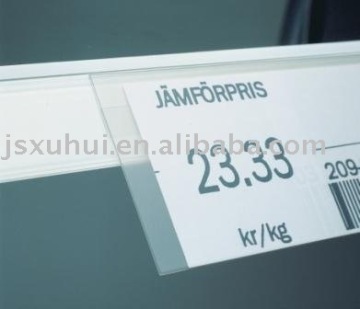 JÄMFÖRPRIS
jsxuhui.en.alibaba.com
23.33
209-
kr/kg